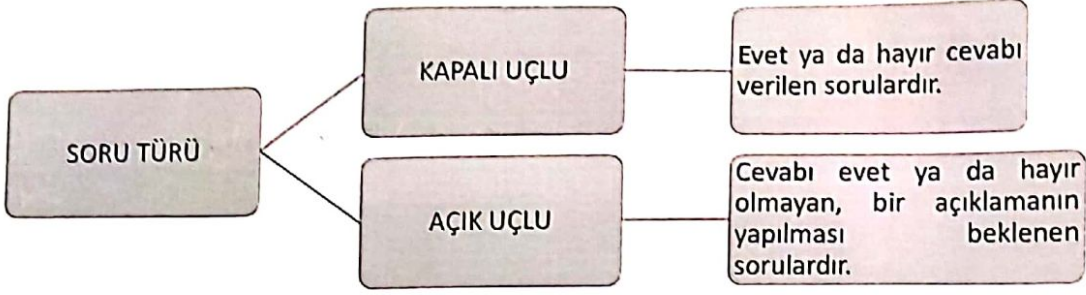 SORU TÜRÜ
KAPALI UÇLU
Evet ya da hayır cevabı
verilen sorulardır.
AÇIK UÇLU
Cevabı evet ya da hayır
olmayan, bir açıklamanın
yapılması beklenen
sorulardır.